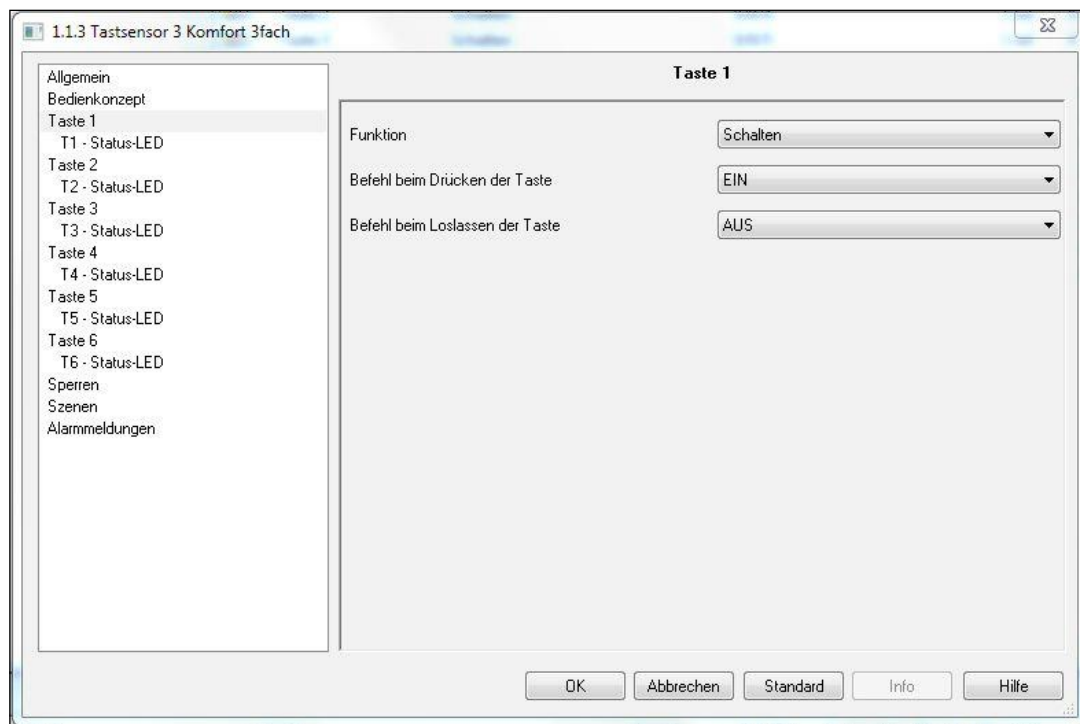 1.1.3 Tastsensor 3 Komfort 3fach
Allgemein
Bedienkonzept
Taste 1
T1 - Status-LED
Taste 2
T2 - Status-LED
Taste 3
T3 - Status-LED
Taste 4
T4 - Status-LED
Taste 5
T5 - Status-LED
Taste 6
T6 - Status-LED
Sperren
Szenen
Alarmmeldungen
Taste 1
Funktion Schalten
Befehl beim Drücken der Taste EIN
Befehl beim Loslassen der Taste AUS
OK Abbrechen Standard Info Hilfe